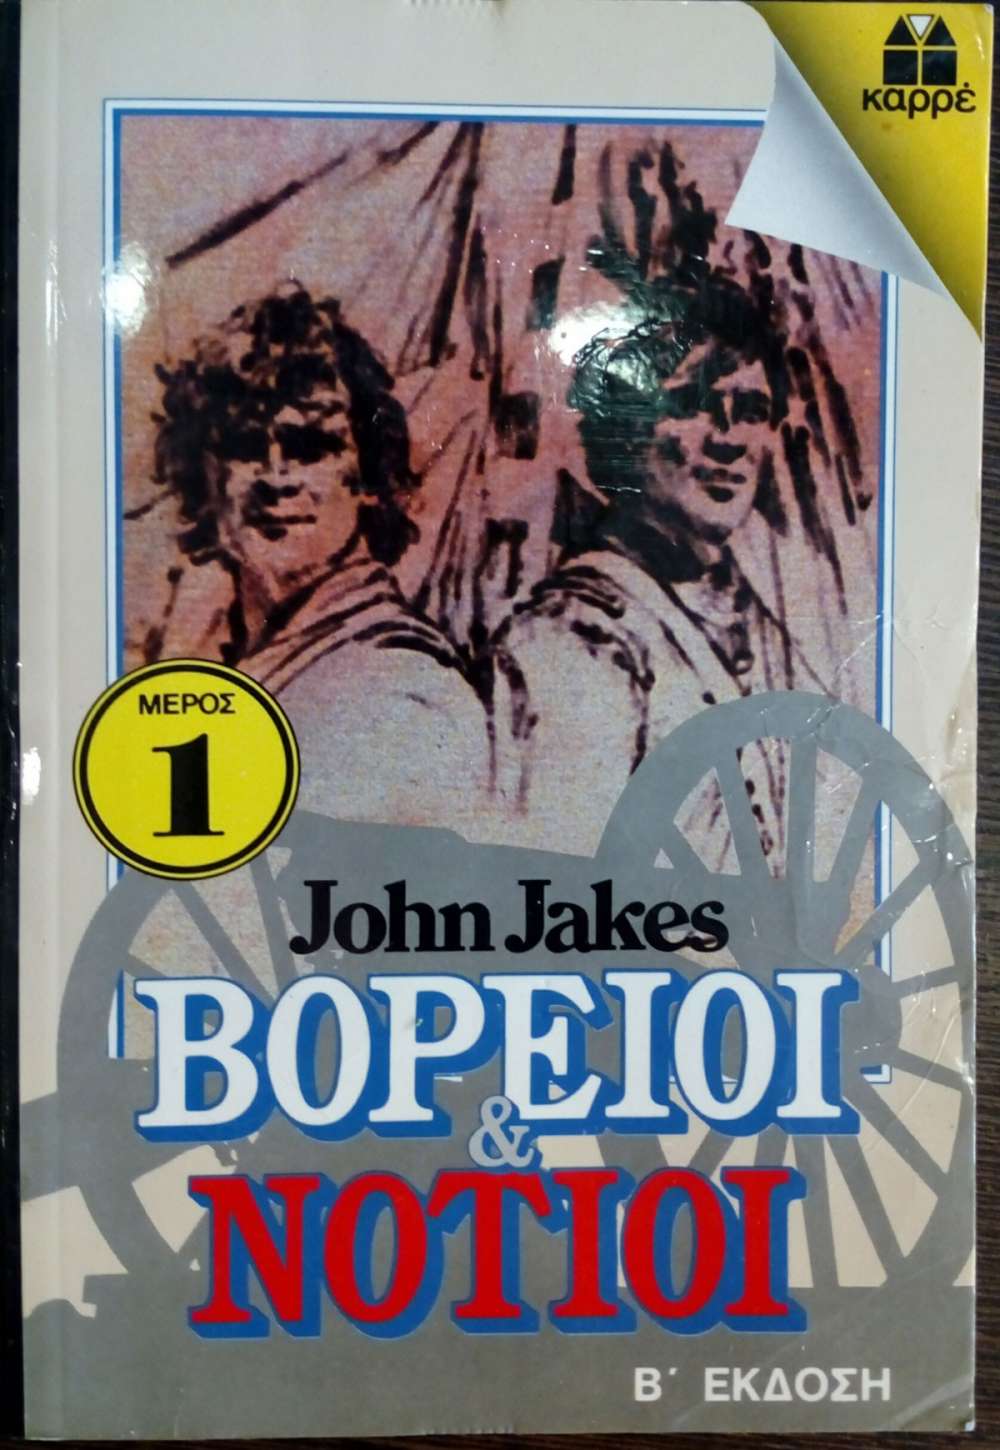 καρρέ
ΜΕΡΟΣ
1
John Jakes
ΒΟΡΕΙΟΙ
&
ΝΟΤΙΟΙ
Β΄ ΕΚΔΟΣΗ